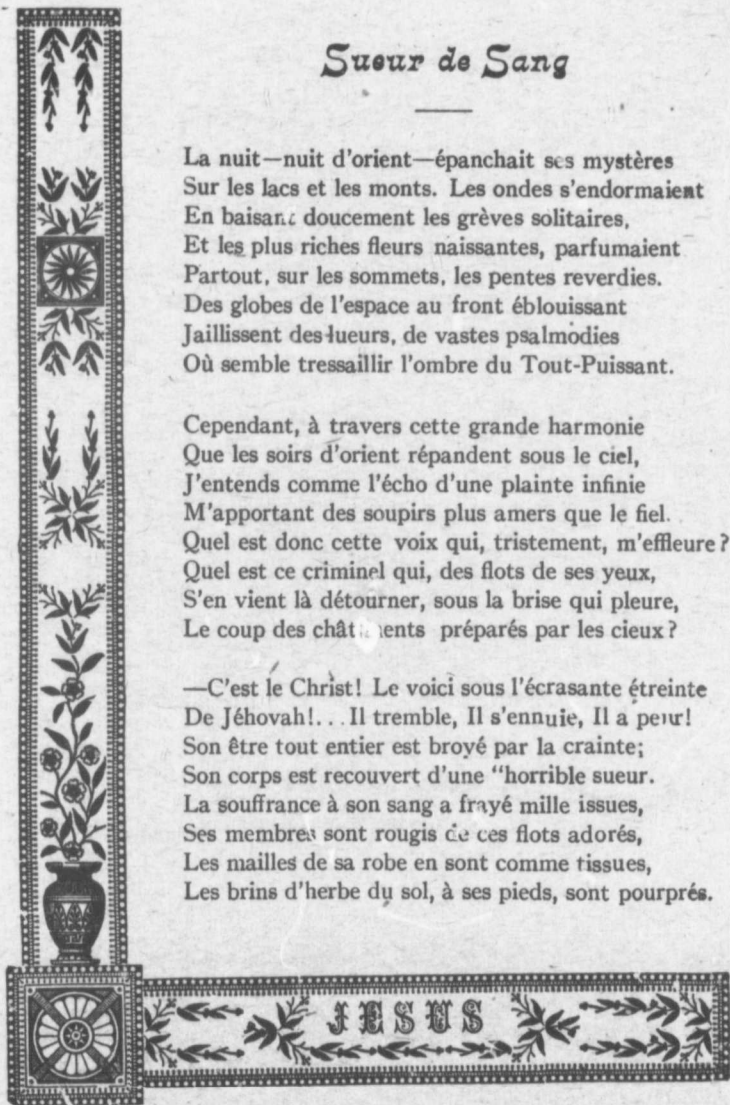 Sueur de Sang
La nuit—nuit d'orient—épanchait ses mystères
Sur les lacs et les monts. Les ondes s'endormaient
En baisant doucement les grèves solitaires,
Et les plus riches fleurs naissantes, parfumaient
Partout, sur les sommets, les pentes reverdies.
Des globes de l'espace au front éblouissant
Jaillissent des lueurs, de vastes psalmodies
Où semble tressaillir l'ombre du Tout-Puissant.
Cependant, à travers cette grande harmonie
Que les soirs d'orient répandent sous le ciel,
J'entends comme l'écho d'une plainte infinie
M'apportant des soupirs plus amers que le fiel.
Quel est donc cette voix qui, tristement, m'effleure?
Quel est ce criminel qui, des flots de ses yeux,
S'en vient là détourner, sous la brise qui pleure,
Le coup des châtiments préparés par les cieux?
—C'est le Christ! Le voici sous l'écrasante étreinte
De Jéhovah!...Il tremble, Il s'ennuie, Il a peur!
Son être tout entier est broyé par la crainte;
Son corps est recouvert d'une "horrible sueur.
La souffrance à son sang a frayé mille issues,
Ses membres sont rougis de ces flots adorés,
Les mailles de sa robe en sont comme tissues,
Les brins d'herbe du sol, à ses pieds, sont pourprés.
JESUS